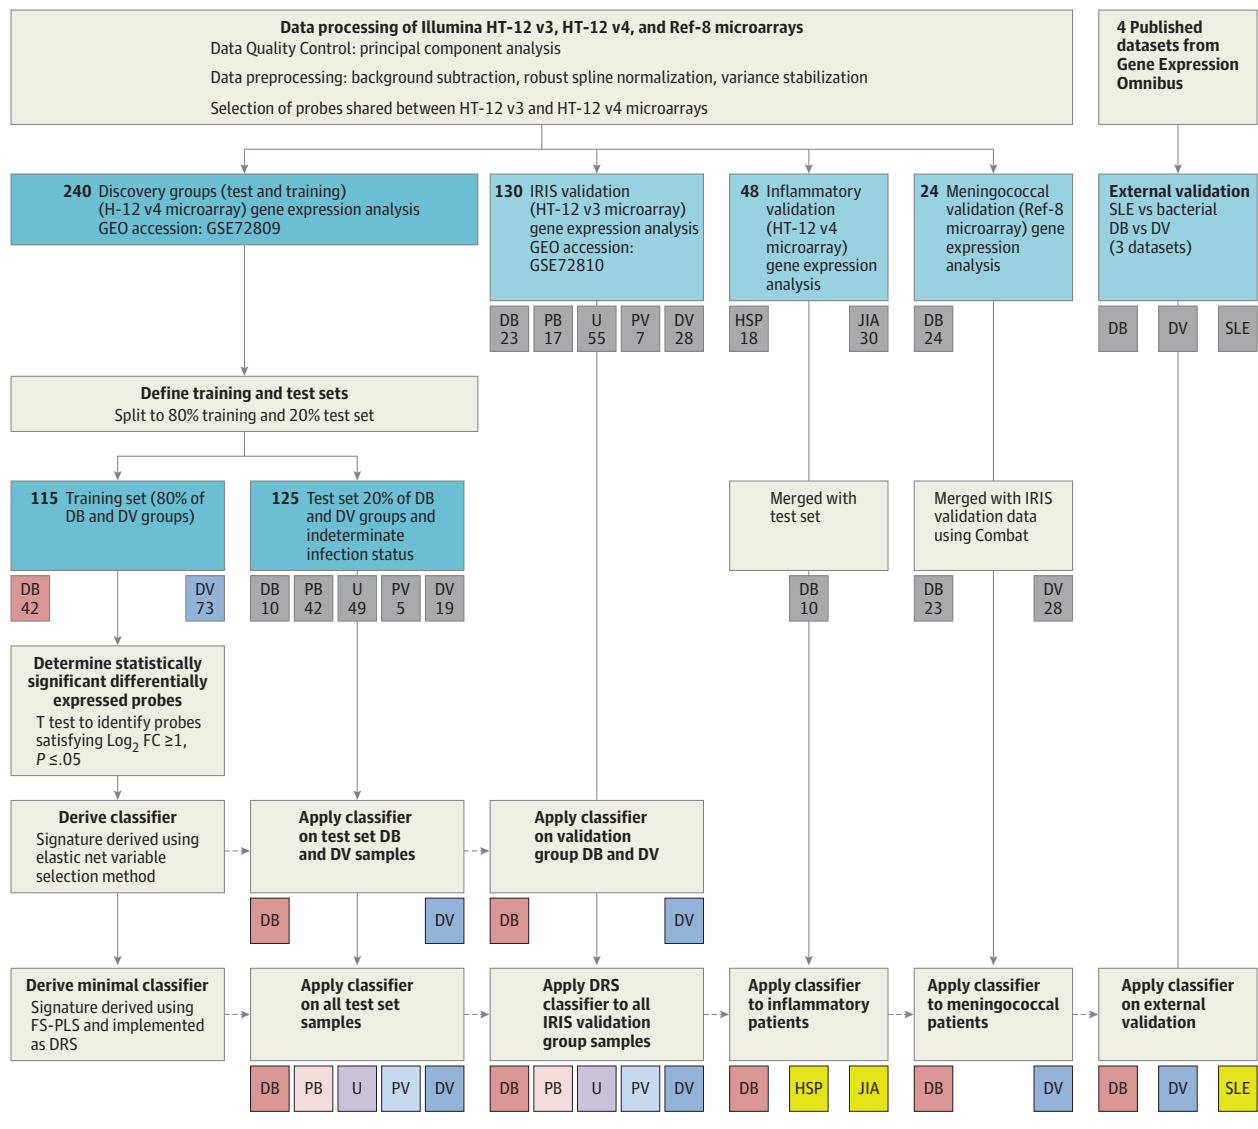 Data processing of Illumina HT-12 v3, HT-12 v4, and Ref-8 microarrays
Data Quality Control: principal component analysis
Data preprocessing: background subtraction, robust spline normalization, variance stabilization
Selection of probes shared between HT-12 v3 and HT-12 v4 microarrays
4 Published
datasets from
Gene Expression
Omnibus
240 Discovery groups (test and training)
(H-12 v4 microarray) gene expression analysis
GEO accession: GSE72809
130 IRIS validation
(HT-12 v3 microarray)
gene expression analysis
GEO accession:
GSE72810
48 Inflammatory
validation
(HT-12 v4
microarray)
gene expression
analysis
24 Meningococcal
validation (Ref-8
microarray) gene
expression
analysis
External validation
SLE vs bacterial
DB vs DV
(3 datasets)
DB
23
PB
17
U
55
PV
7
DV
28
HSP
18
JIA
30
DB
24
DB
DV
SLE
Define training and test sets
Split to 80% training and 20% test set
115 Training set (80% of
DB and DV groups)
125 Test set 20% of DB
and DV groups and
indeterminate
infection status
Merged with
test set
Merged with IRIS
validation data
using Combat
DB
42
DV
73
DB
10
PB
42
U
49
PV
5
DV
19
DB
10
DB
23
DV
28
Determine statistically
significant differentially
expressed probes
T test to identify probes
satisfying Log2 FC ≥1,
P ≤.05
Derive classifier
Signature derived using
elastic net variable
selection method
Apply classifier
on test set DB
and DV samples
Apply classifier
on validation
group DB and DV
DB
DV
DB
DV
Derive minimal classifier
Signature derived using
FS-PLS and implemented
as DRS
Apply classifier
on all test set
samples
Apply DRS
classifier to all
IRIS validation
group samples
Apply classifier
to inflammatory
patients
Apply classifier
to meningococcal
patients
Apply classifier
on external
validation
DB
PB
U
PV
DV
DB
PB
U
PV
DV
DB
HSP
JIA
DB
DV
DB
DV
SLE